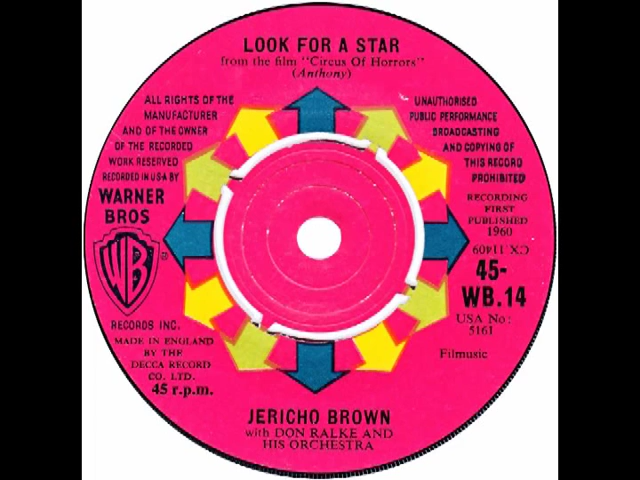 LOOK FOR A STAR
from the film "Circus Of Horrors"
(Anthony)
ALL RIGHTS OF THE
MANUFACTURER
AND OF THE OWNER
OF THE RECORDED
WORK RESERVED
RECORDED IN U.S.A BY
WARNER
BROS
WB
®
RECORDS INC.
MADE IN ENGLAND
BY THE
DECCA RECORD
CO. LTD.
45 r.p.m.
UNAUTHORISED
PUBLIC PERFORMANCE
BROADCASTING
AND COPYING OF
THIS RECORD
PROHIBITED
RECORDING
FIRST
PUBLISHED
1960
CX 11409
45-
WB.14
USA No:
5161
Filmusic
JERICHO BROWN
with DON RALKE AND
HIS ORCHESTRA